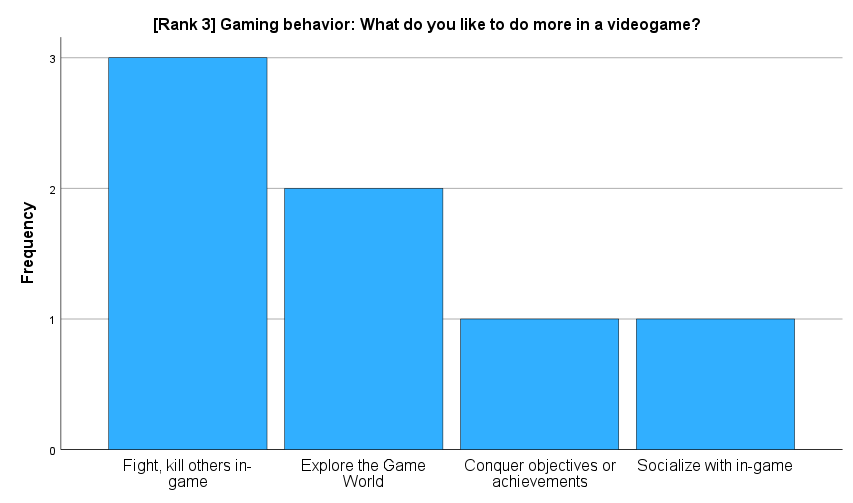 [Rank 3] Gaming behavior: What do you like to do more in a videogame?
3
2
1
0
Frequency
Fight, kill others in-
game
Explore the Game
World
Conquer objectives or
achievements
Socialize with in-game